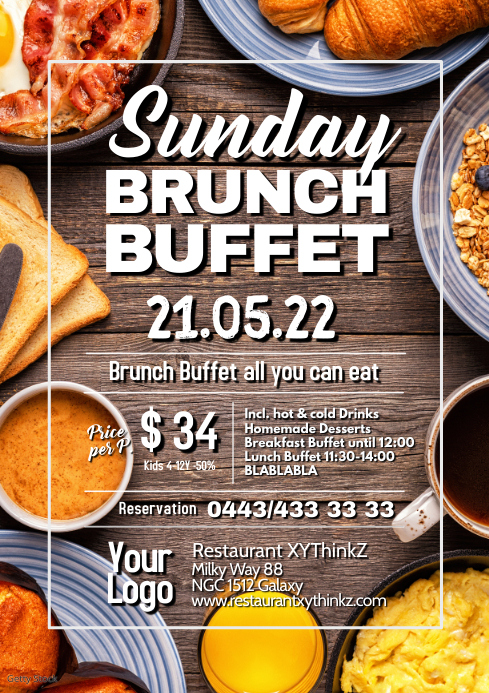 Sunday
BRUNCH
BUFFET
21.05.22
Brunch Buffet all you can eat
Price
per P.
$ 34
Kids 4-12Y -50%
Incl. hot & cold Drinks
Homemade Desserts
Breakfast Buffet until 12:00
Lunch Buffet 11:30-14:00
BLABLABLA
Reservation 0443/433 33 33
Your
Logo
Restaurant XYThinkZ
Milky Way 88
NGC 1512 Galaxy
www.restaurantxythinkz.com